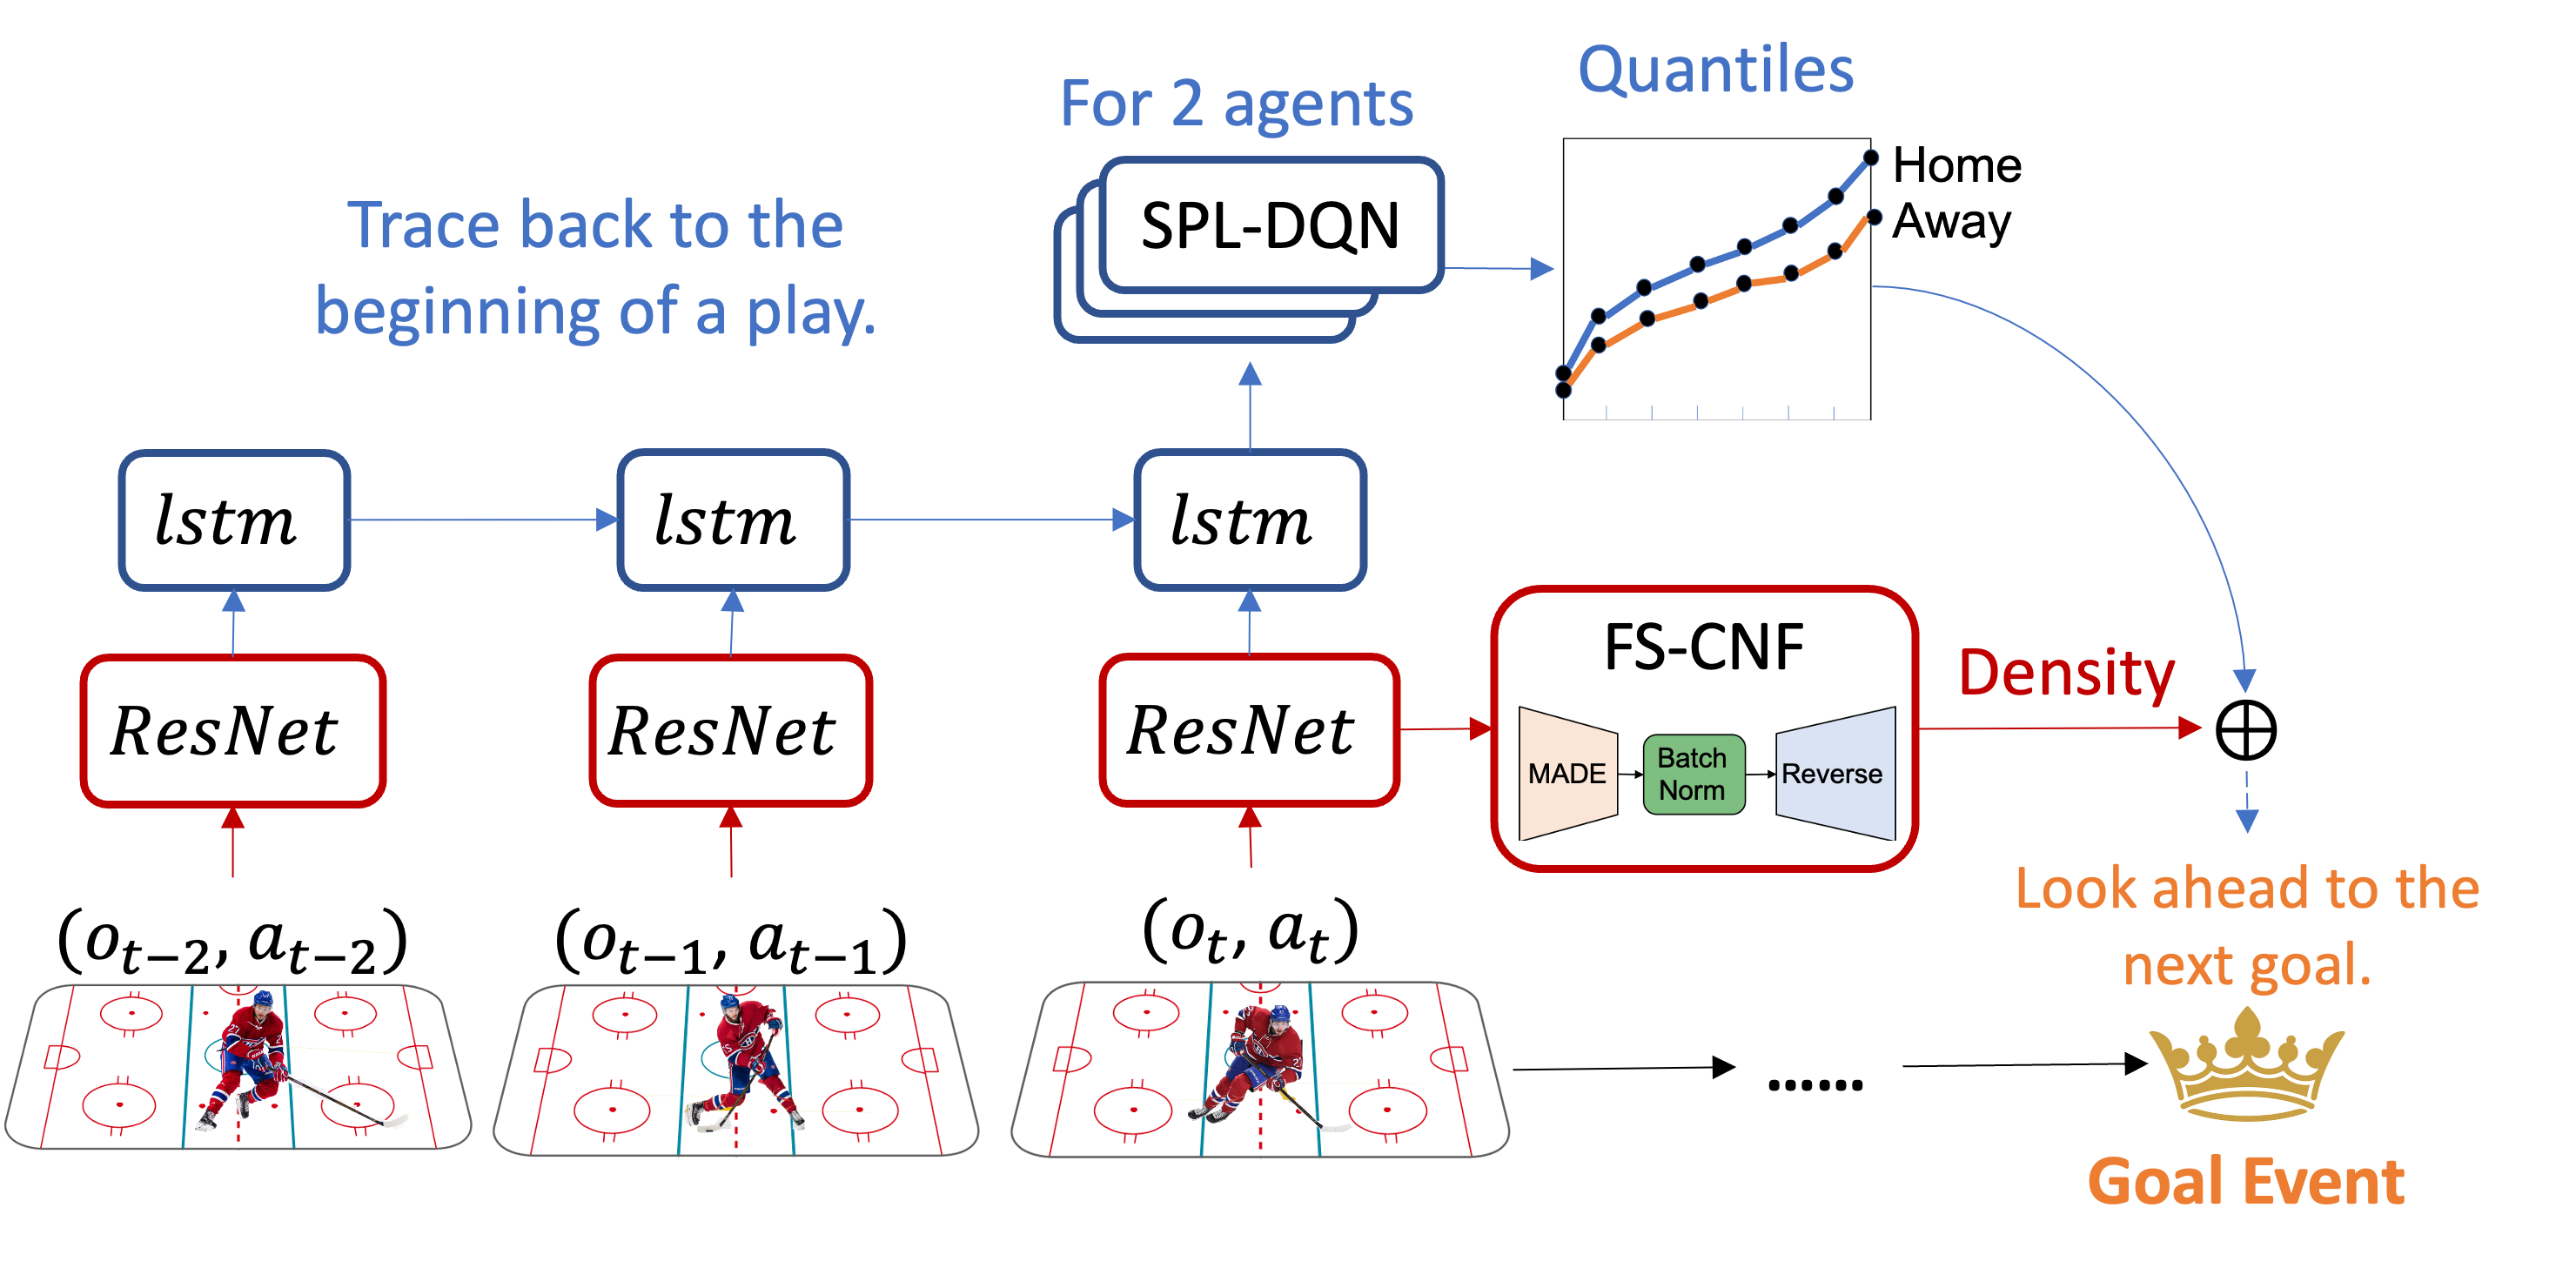 Quantiles
For 2 agents
Home
Away
SPL-DQN
Trace back to the
beginning of a play.
lstm
lstm
lstm
ResNet
ResNet
ResNet
FS-CNF
MADE
Batch
Norm
Reverse
Density
(o_{t−2}, a_{t−2})
(o_{t−1}, a_{t−1})
(o_t, a_t)
Look ahead to the
next goal.
......
Goal Event